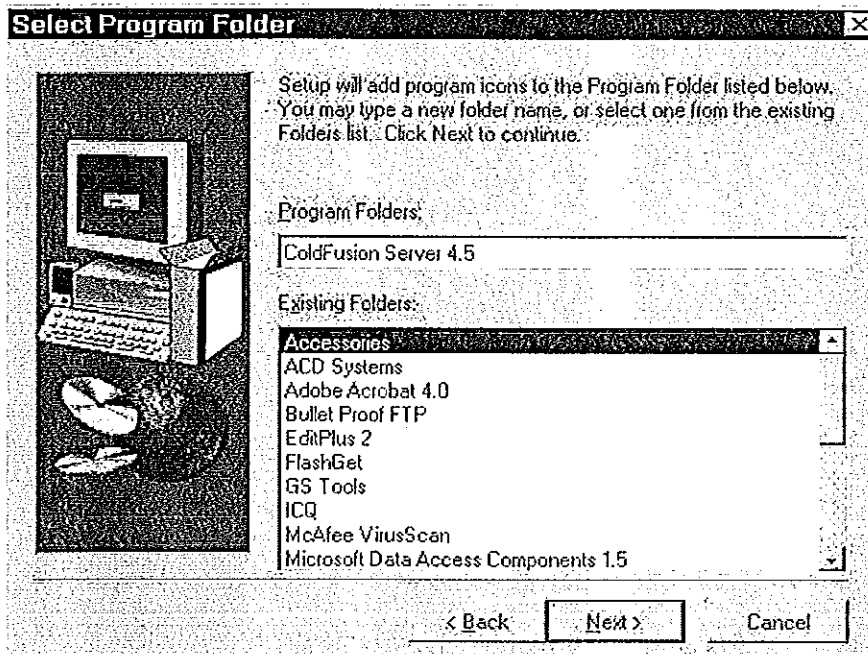 Select Program Folder
Setup will add program icons to the Program Folder listed below.
You may type a new folder name, or select one from the existing
Folders list. Click Next to continue.
Program Folders:
ColdFusion Server 4.5
Existing Folders:
Accessories
ACD Systems
Adobe Acrobat 4.0
Bullet Proof FTP
EditPlus 2
FlashGet
GS Tools
ICQ
McAfee VirusScan
Microsoft Data Access Components 1.5
< Back Next > Cancel